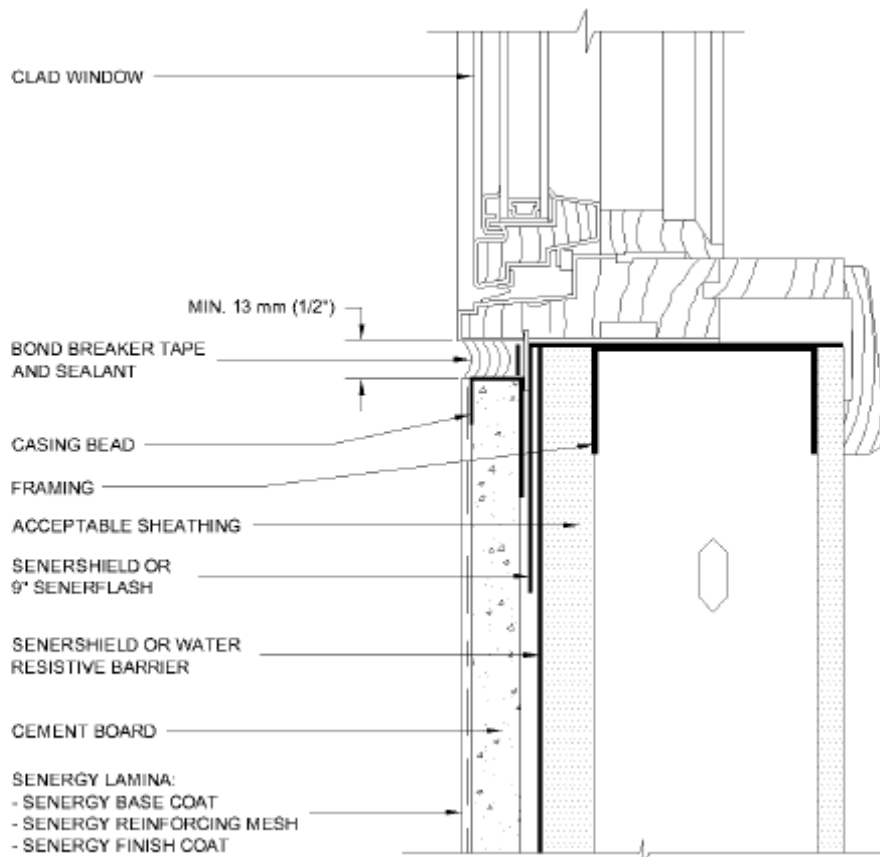 CLAD WINDOW
MIN. 13 mm (1/2")
BOND BREAKER TAPE
AND SEALANT
CASING BEAD
FRAMING
ACCEPTABLE SHEATHING
SENERSHIELD OR
9" SENERFLASH
SENERSHIELD OR WATER
RESISTIVE BARRIER
CEMENT BOARD
SENERGY LAMINA:
- SENERGY BASE COAT
- SENERGY REINFORCING MESH
- SENERGY FINISH COAT